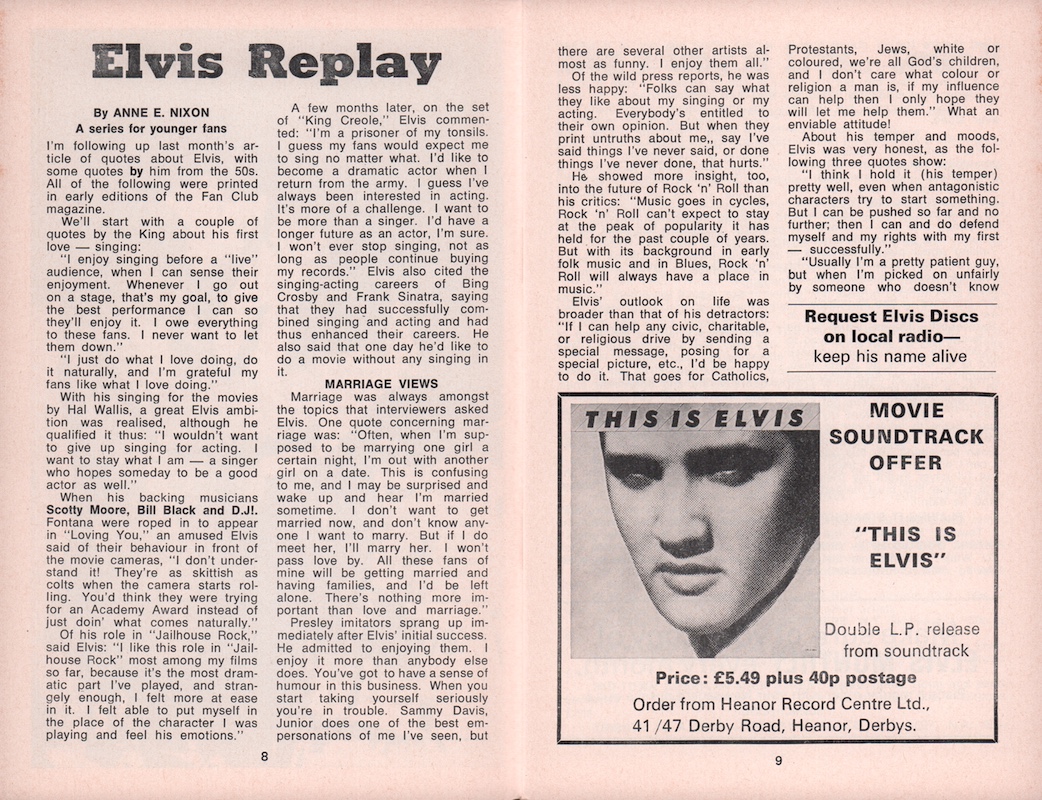 Elvis Replay
By ANNE E. NIXON
A series for younger fans
I'm following up last month's ar-
ticle of quotes about Elvis, with
some quotes by him from the 50s.
All of the following were printed
in early editions of the Fan Club
magazine.
We'll start with a couple of
quotes by the King about his first
love — singing:
"I enjoy singing before a "live"
audience, when I can sense their
enjoyment. Whenever I go out
on a stage, that's my goal, to give
the best performance I can so
they'll enjoy it. I owe everything
to these fans. I never want to let
them down."
"I just do what I love doing, do
it naturally, and I'm grateful my
fans like what I love doing."
With his singing for the movies
by Hal Wallis, a great Elvis ambi-
tion was realised, although he
qualified it thus: "I wouldn't want
to give up singing for acting. I
want to stay what I am — a singer
who hopes someday to be a good
actor as well."
When his backing musicians
Scotty Moore, Bill Black and D.J!.
Fontana were roped in to appear
in "Loving You," an amused Elvis
said of their behaviour in front of
the movie cameras, "I don't under-
stand it! They're as skittish as
colts when the camera starts rol-
ling. You'd think they were trying
for an Academy Award instead of
just doin' what comes naturally."
Of his role in "Jailhouse Rock,"
said Elvis: "I like this role in "Jail-
house Rock" most among my films
so far, because it's the most dram-
atic part I've played, and stran-
gely enough, I felt more at ease
in it. I felt able to put myself in
the place of the character I was
playing and feel his emotions."
A few months later, on the set
of "King Creole," Elvis commen-
ted: "I'm a prisoner of my tonsils.
I guess my fans would expect me
to sing no matter what. I'd like to
become a dramatic actor when I
return from the army. I guess I've
always been interested in acting.
It's more of a challenge. I want to
be more than a singer. I'd have a
longer future as an actor, I'm sure.
I won't ever stop singing, not as
long as people continue buying
my records." Elvis also cited the
singing-acting careers of Bing
Crosby and Frank Sinatra, saying
that they had successfully com-
bined singing and acting and had
thus enhanced their careers. He
also said that one day he'd like to
do a movie without any singing in
it.
MARRIAGE VIEWS
Marriage was always amongst
the topics that interviewers asked
Elvis. One quote concerning mar-
riage was: "Often, when I'm sup-
posed to be marrying one girl a
certain night, I'm out with another
girl on a date. This is confusing
to me, and I may be surprised and
wake up and hear I'm married
sometime. I don't want to get
married now, and don't know any-
one I want to marry. But if I do
meet her, I'll marry her. I won't
pass love by. All these fans of
mine will be getting married and
having families, and I'd be left
alone. There's nothing more im-
portant than love and marriage."
Presley imitators sprang up im-
mediately after Elvis' initial success.
He admitted to enjoying them. I
enjoy it more than anybody else
does. You've got to have a sense of
humour in this business. When you
start taking yourself seriously
you're in trouble. Sammy Davis,
Junior does one of the best em-
personations of me I've seen, but
8
there are several other artists al-
most as funny. I enjoy them all."
Of the wild press reports, he was
less happy: "Folks can say what
they like about my singing or my
acting. Everybody's entitled to
their own opinion. But when they
print untruths about me,, say I've
said things I've never said, or done
things I've never done, that hurts."
He showed more insight, too,
into the future of Rock 'n' Roll than
his critics: "Music goes in cycles,
Rock 'n' Roll can't expect to stay
at the peak of popularity it has
held for the past couple of years.
But with its background in early
folk music and in Blues, Rock 'n'
Roll will always have a place in
music."
Elvis' outlook on life was
broader than that of his detractors:
"If I can help any civic, charitable,
or religious drive by sending a
special message, posing for a
special picture, etc., I'd be happy
to do it. That goes for Catholics,
Protestants, Jews, white or
coloured, we're all God's children,
and I don't care what colour or
religion a man is, if my influence
can help then I only hope they
will let me help them." What an
enviable attitude!
About his temper and moods,
Elvis was very honest, as the fol-
lowing three quotes show:
"I think I hold it (his temper)
pretty well, even when antagonistic
characters try to start something.
But I can be pushed so far and no
further; then I can and do defend
myself and my rights with my first
— successfully."
"Usually I'm a pretty patient guy,
but when I'm picked on unfairly
by someone who doesn't know
Request Elvis Discs
on local radio—
keep his name alive
THIS IS ELVIS
MOVIE
SOUNDTRACK
OFFER
"THIS IS
ELVIS"
Double L.P. release
from soundtrack
Price: £5.49 plus 40p postage
Order from Heanor Record Centre Ltd.,
41/47 Derby Road, Heanor, Derbys.
9